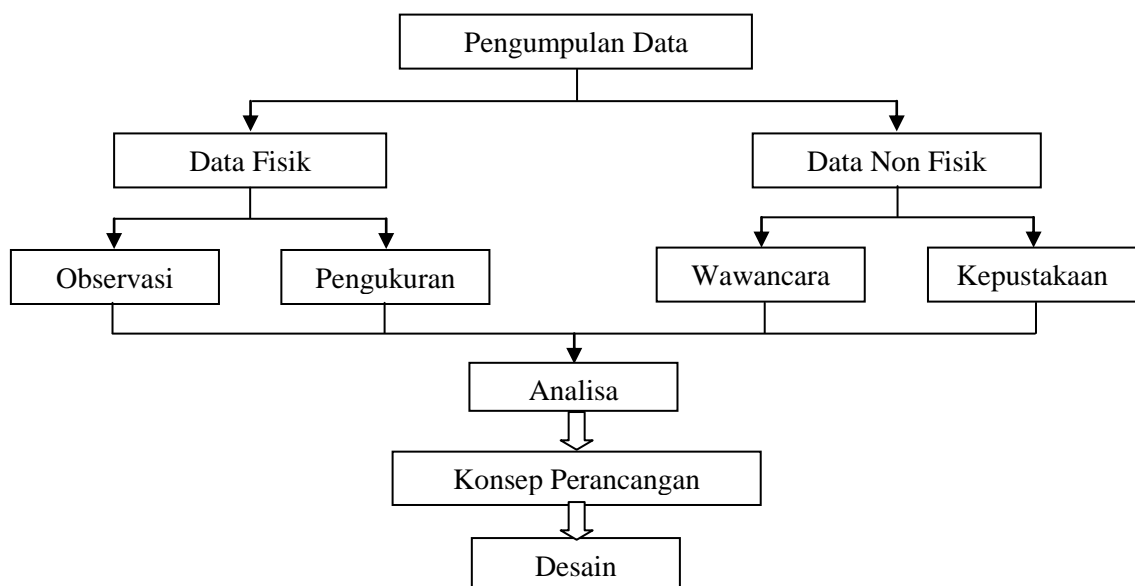 Pengumpulan Data
Data Fisik
Data Non Fisik
Observasi
Pengukuran
Wawancara
Kepustakaan
Analisa
Konsep Perancangan
Desain